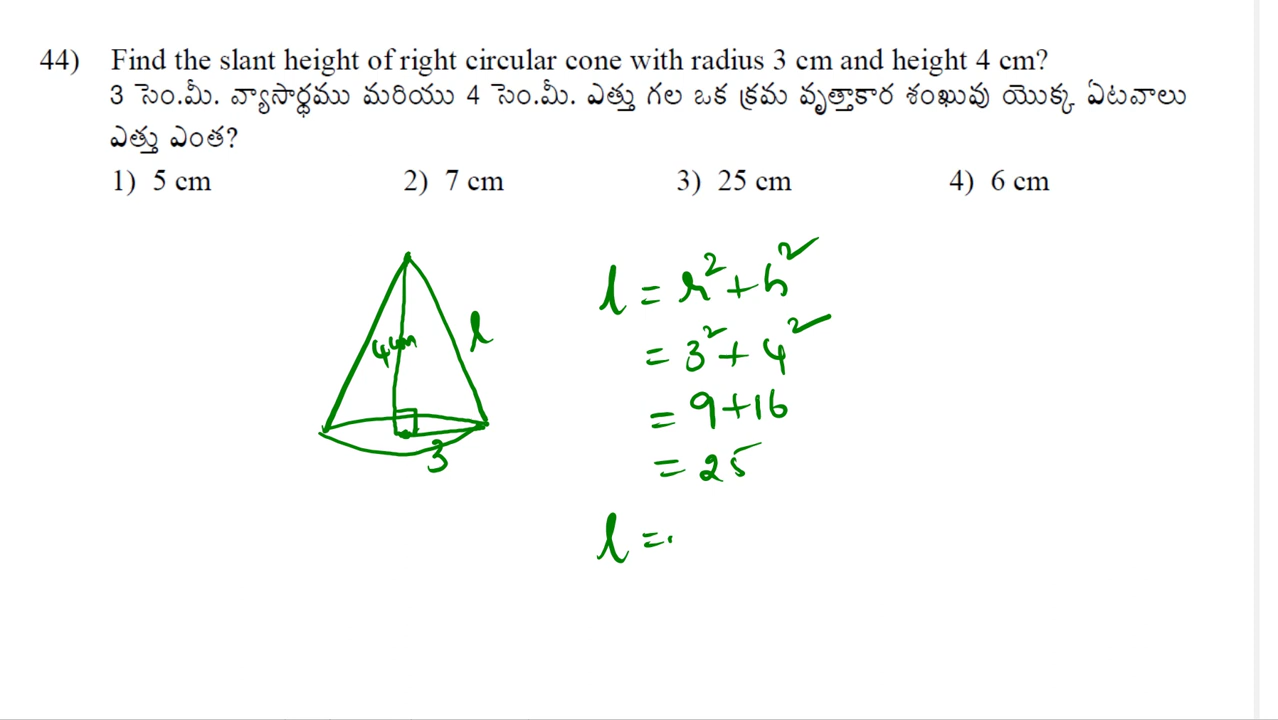 44) Find the slant height of right circular cone with radius 3 cm and height 4 cm?
3 సెం.మీ. వ్యాసార్థము మరియు 4 సెం.మీ. ఎత్తు గల ఒక క్రమ వృత్తాకార శంఖువు యొక్క ఏటవాలు
ఎత్తు ఎంత?
1) 5 cm 2) 7 cm 3) 25 cm 4) 6 cm
l = r² + h²
= 3² + 4²
= 9 + 16
= 25
l =
4cm
l
3